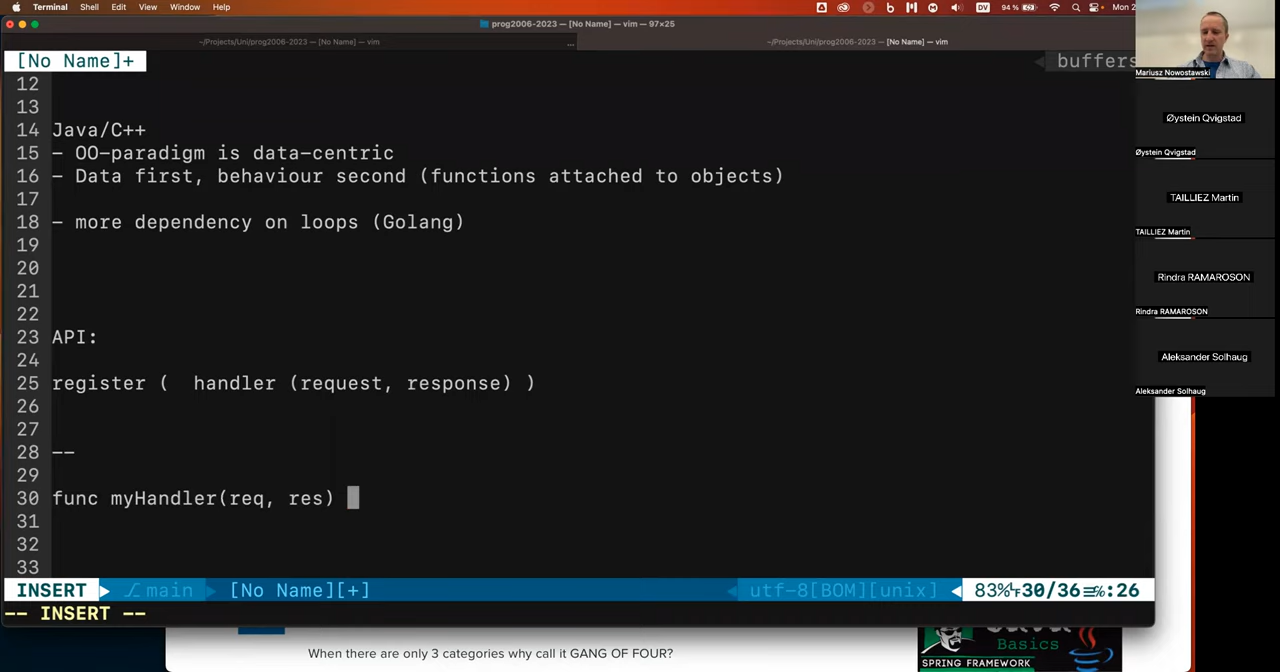 Terminal Shell Edit View Window Help 94 % DV Mon 2
prog2006-2023 — [No Name] — vim — 97×25
~/Projects/Uni/prog2006-2023 — [No Name] — vim ... ~/Projects/Uni/prog2006-2023 — [No Name] — vim
[No Name]+ buffers
12
13
14 Java/C++
15 - OO-paradigm is data-centric
16 - Data first, behaviour second (functions attached to objects)
17
18 - more dependency on loops (Golang)
19
20
21
22
23 API:
24
25 register ( handler (request, response) )
26
27
28 --
29
30 func myHandler(req, res)
31
32
33
INSERT main [No Name][+] utf-8[BOM][unix] 83% 30/36 :26
-- INSERT --
Mariusz Nowostawski
Øystein Qvigstad
Øystein Qvigstad
TAILLIEZ Martin
TAILLIEZ Martin
Rindra RAMAROSON
Rindra RAMAROSON
Aleksander Solhaug
Aleksander Solhaug
When there are only 3 categories why call it GANG OF FOUR?
Basics
SPRING FRAMEWORK